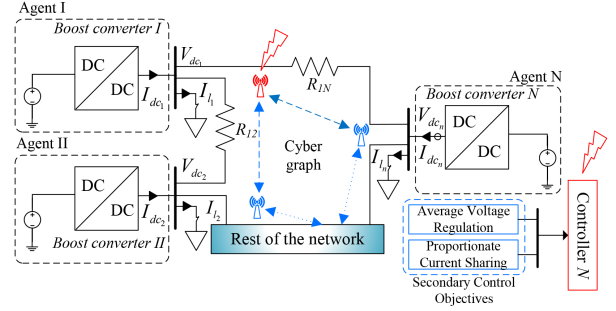 Agent I
Boost converter I
DC
DC
V_dc1
I_dc1
I_l1
R_12
R_1N
Agent II
DC
DC
Boost converter II
V_dc2
I_dc2
I_l2
Cyber
graph
Rest of the network
Agent N
Boost converter N
V_dcn
I_dcn
I_ln
DC
DC
Average Voltage
Regulation
Proportionate
Current Sharing
Secondary Control
Objectives
Controller N